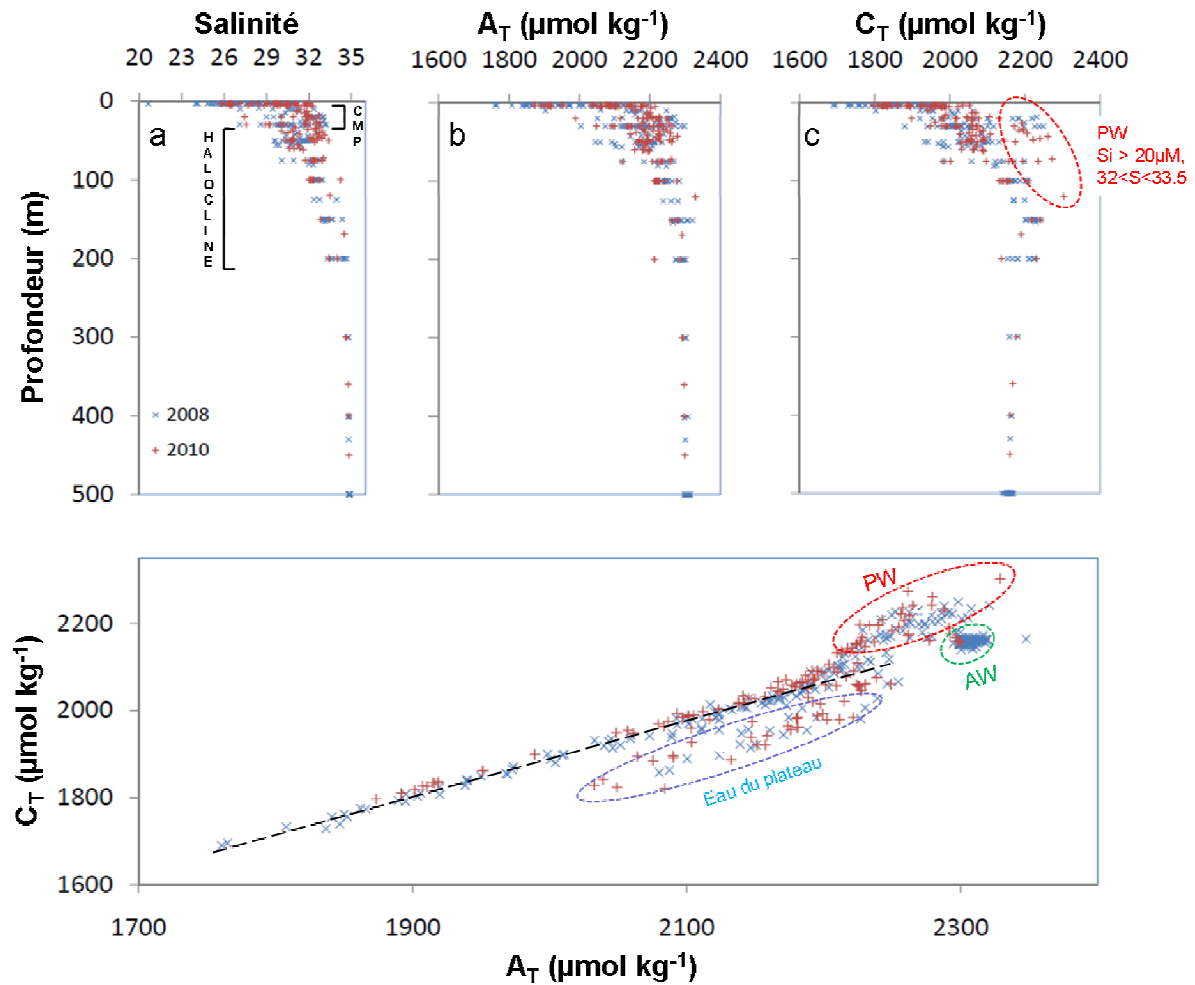 Salinité
A_T (µmol kg⁻¹)
C_T (µmol kg⁻¹)
20 23 26 29 32 35
1600 1800 2000 2200 2400
1600 1800 2000 2200 2400
Profondeur (m)
0
100
200
300
400
500
a
b
c
CMP
HALOCLINE
PW
Si > 20µM,
32<S<33.5
× 2008
+ 2010
C_T (µmol kg⁻¹)
2200
2000
1800
1600
PW
AW
Eau du plateau
1700 1900 2100 2300
A_T (µmol kg⁻¹)